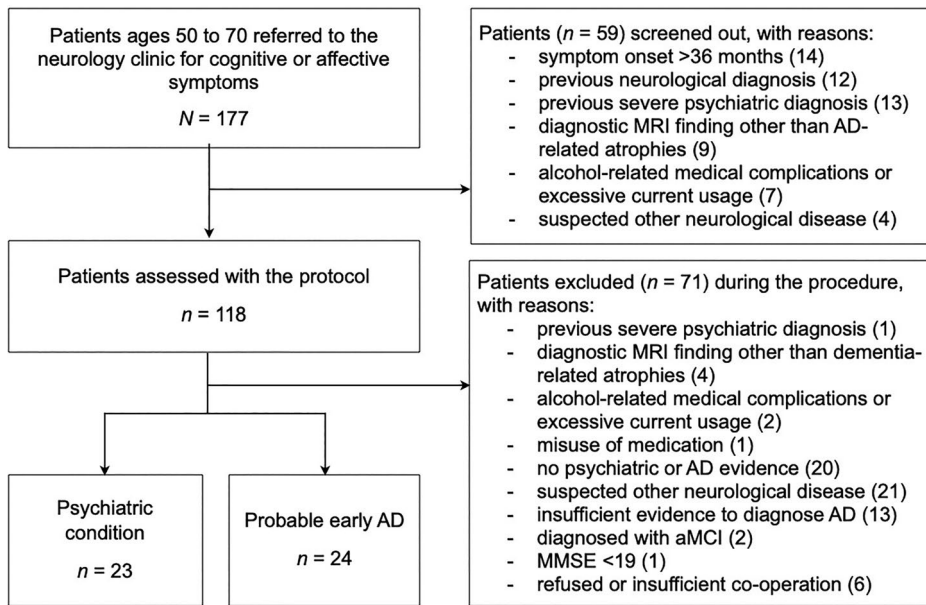 Patients ages 50 to 70 referred to the
neurology clinic for cognitive or affective
symptoms
N = 177
Patients (n = 59) screened out, with reasons:
- symptom onset >36 months (14)
- previous neurological diagnosis (12)
- previous severe psychiatric diagnosis (13)
- diagnostic MRI finding other than AD-
related atrophies (9)
- alcohol-related medical complications or
excessive current usage (7)
- suspected other neurological disease (4)
Patients assessed with the protocol
n = 118
Patients excluded (n = 71) during the procedure,
with reasons:
- previous severe psychiatric diagnosis (1)
- diagnostic MRI finding other than dementia-
related atrophies (4)
- alcohol-related medical complications or
excessive current usage (2)
- misuse of medication (1)
- no psychiatric or AD evidence (20)
- suspected other neurological disease (21)
- insufficient evidence to diagnose AD (13)
- diagnosed with aMCI (2)
- MMSE <19 (1)
- refused or insufficient co-operation (6)
Psychiatric
condition
n = 23
Probable early AD
n = 24